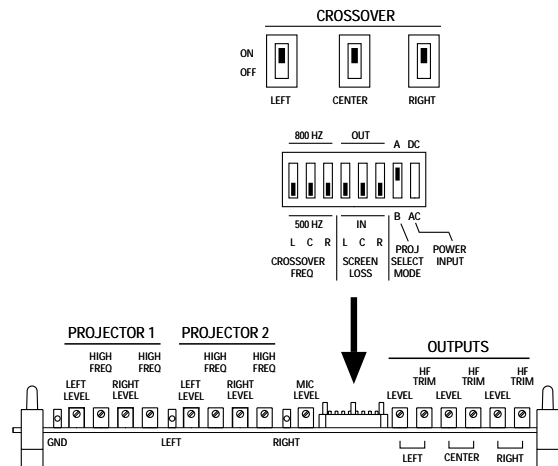 CROSSOVER
ON
OFF
LEFT CENTER RIGHT
800 HZ OUT A DC
500 HZ IN B AC
L C R L C R PROJ POWER
CROSSOVER SCREEN SELECT INPUT
FREQ LOSS MODE
PROJECTOR 1 PROJECTOR 2 OUTPUTS
HIGH HIGH HIGH HIGH HF HF HF
FREQ FREQ FREQ FREQ TRIM TRIM TRIM
LEFT RIGHT LEFT RIGHT MIC
LEVEL LEVEL LEVEL LEVEL LEVEL LEVEL LEVEL LEVEL
GND LEFT RIGHT LEFT CENTER RIGHT